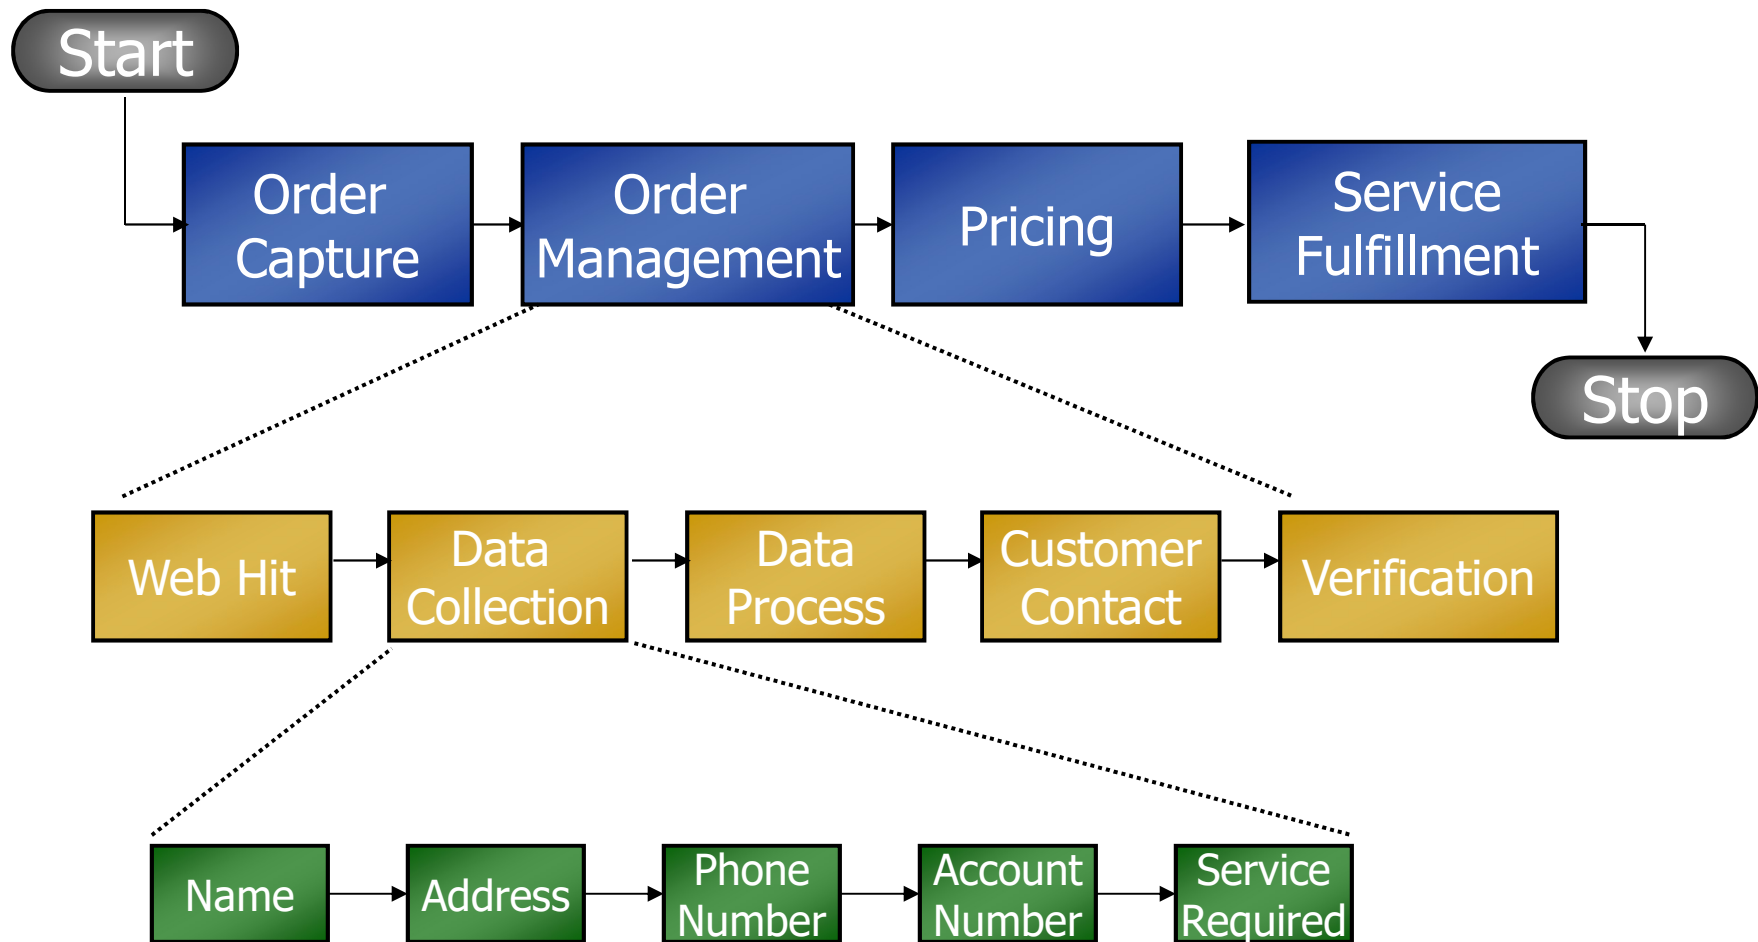 Start
Order
Capture
Order
Management
Pricing
Service
Fulfillment
Stop
Web Hit
Data
Collection
Data
Process
Customer
Contact
Verification
Name
Address
Phone
Number
Account
Number
Service
Required